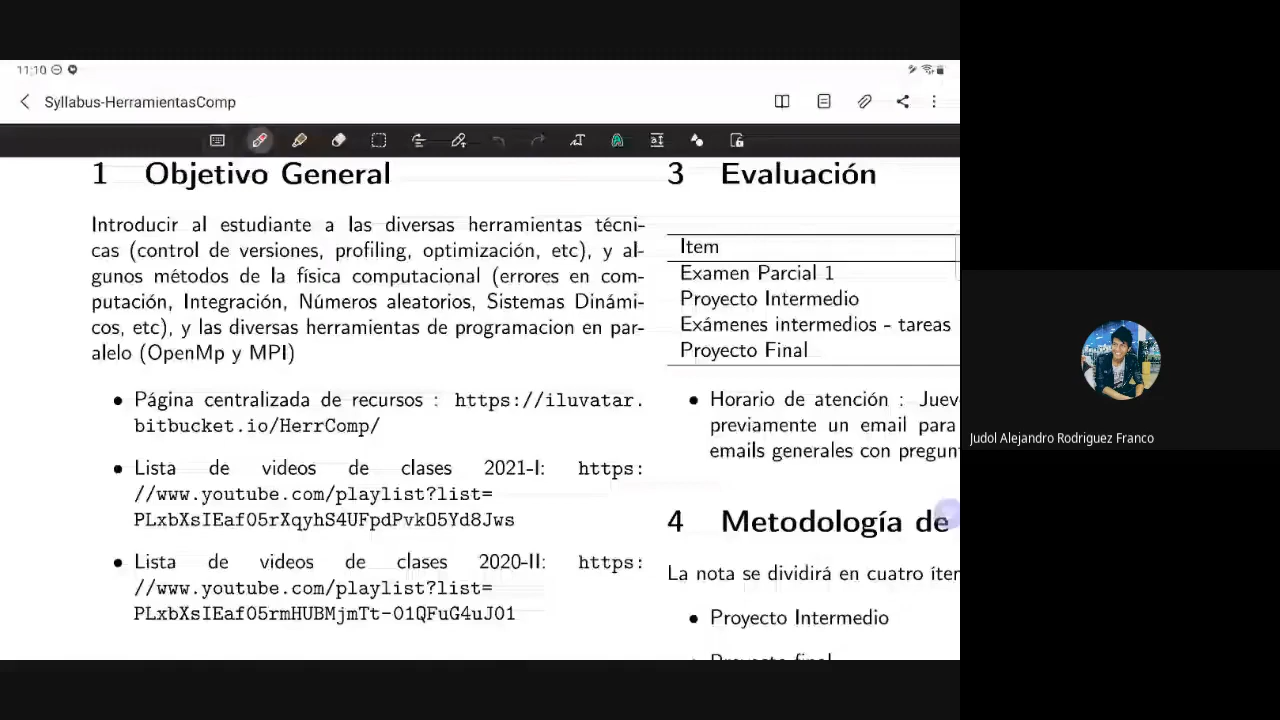 11:10
Syllabus-HerramientasComp
1 Objetivo General
Introducir al estudiante a las diversas herramientas técni-
cas (control de versiones, profiling, optimización, etc), y al-
gunos métodos de la física computacional (errores en com-
putación, Integración, Números aleatorios, Sistemas Dinámi-
cos, etc), y las diversas herramientas de programacion en par-
alelo (OpenMp y MPI)
• Página centralizada de recursos : https://iluvatar.
bitbucket.io/HerrComp/
• Lista de videos de clases 2021-I: https:
//www.youtube.com/playlist?list=
PLxbXsIEaf05rXqyhS4UFpdPvkO5Yd8Jws
• Lista de videos de clases 2020-II: https:
//www.youtube.com/playlist?list=
PLxbXsIEaf05rmHUBMjmTt-01QFuG4uJ01
3 Evaluación
Item
Examen Parcial 1
Proyecto Intermedio
Exámenes intermedios - tareas
Proyecto Final
• Horario de atención : Juev
previamente un email para
emails generales con pregun
4 Metodología de
La nota se dividirá en cuatro íter
• Proyecto Intermedio
Proyecto final
Judol Alejandro Rodriguez Franco